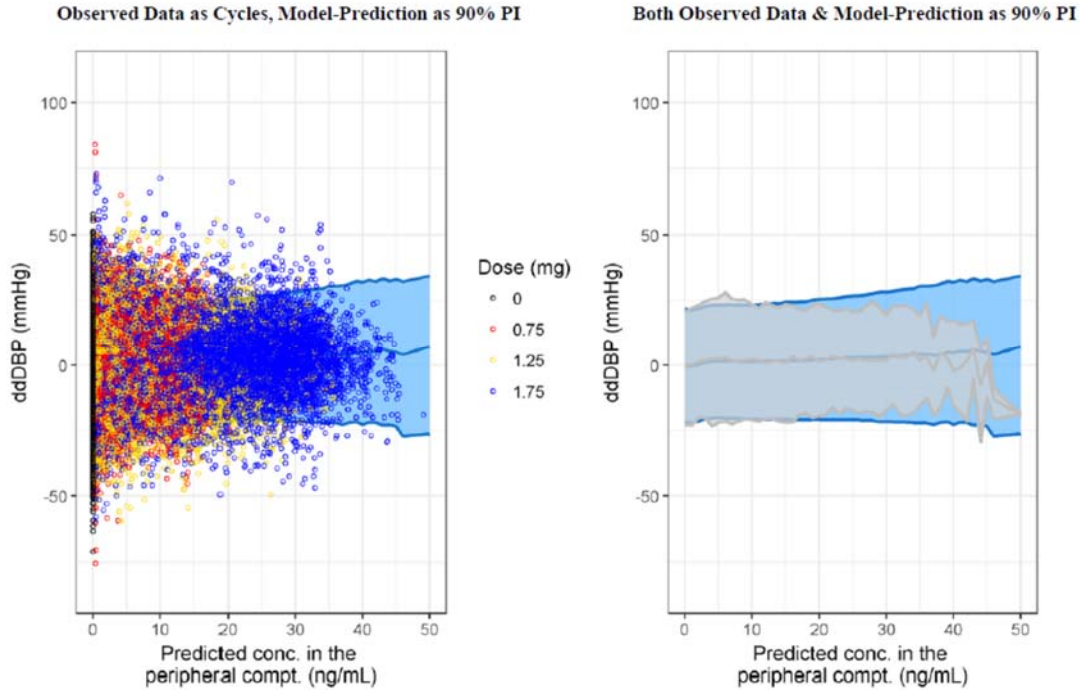 Observed Data as Cycles, Model-Prediction as 90% PI
Both Observed Data & Model-Prediction as 90% PI
ddDBP (mmHg)
100
50
0
-50
0
10
20
30
40
50
Predicted conc. in the
peripheral compt. (ng/mL)
Dose (mg)
0
0.75
1.25
1.75
ddDBP (mmHg)
100
50
0
-50
0
10
20
30
40
50
Predicted conc. in the
peripheral compt. (ng/mL)